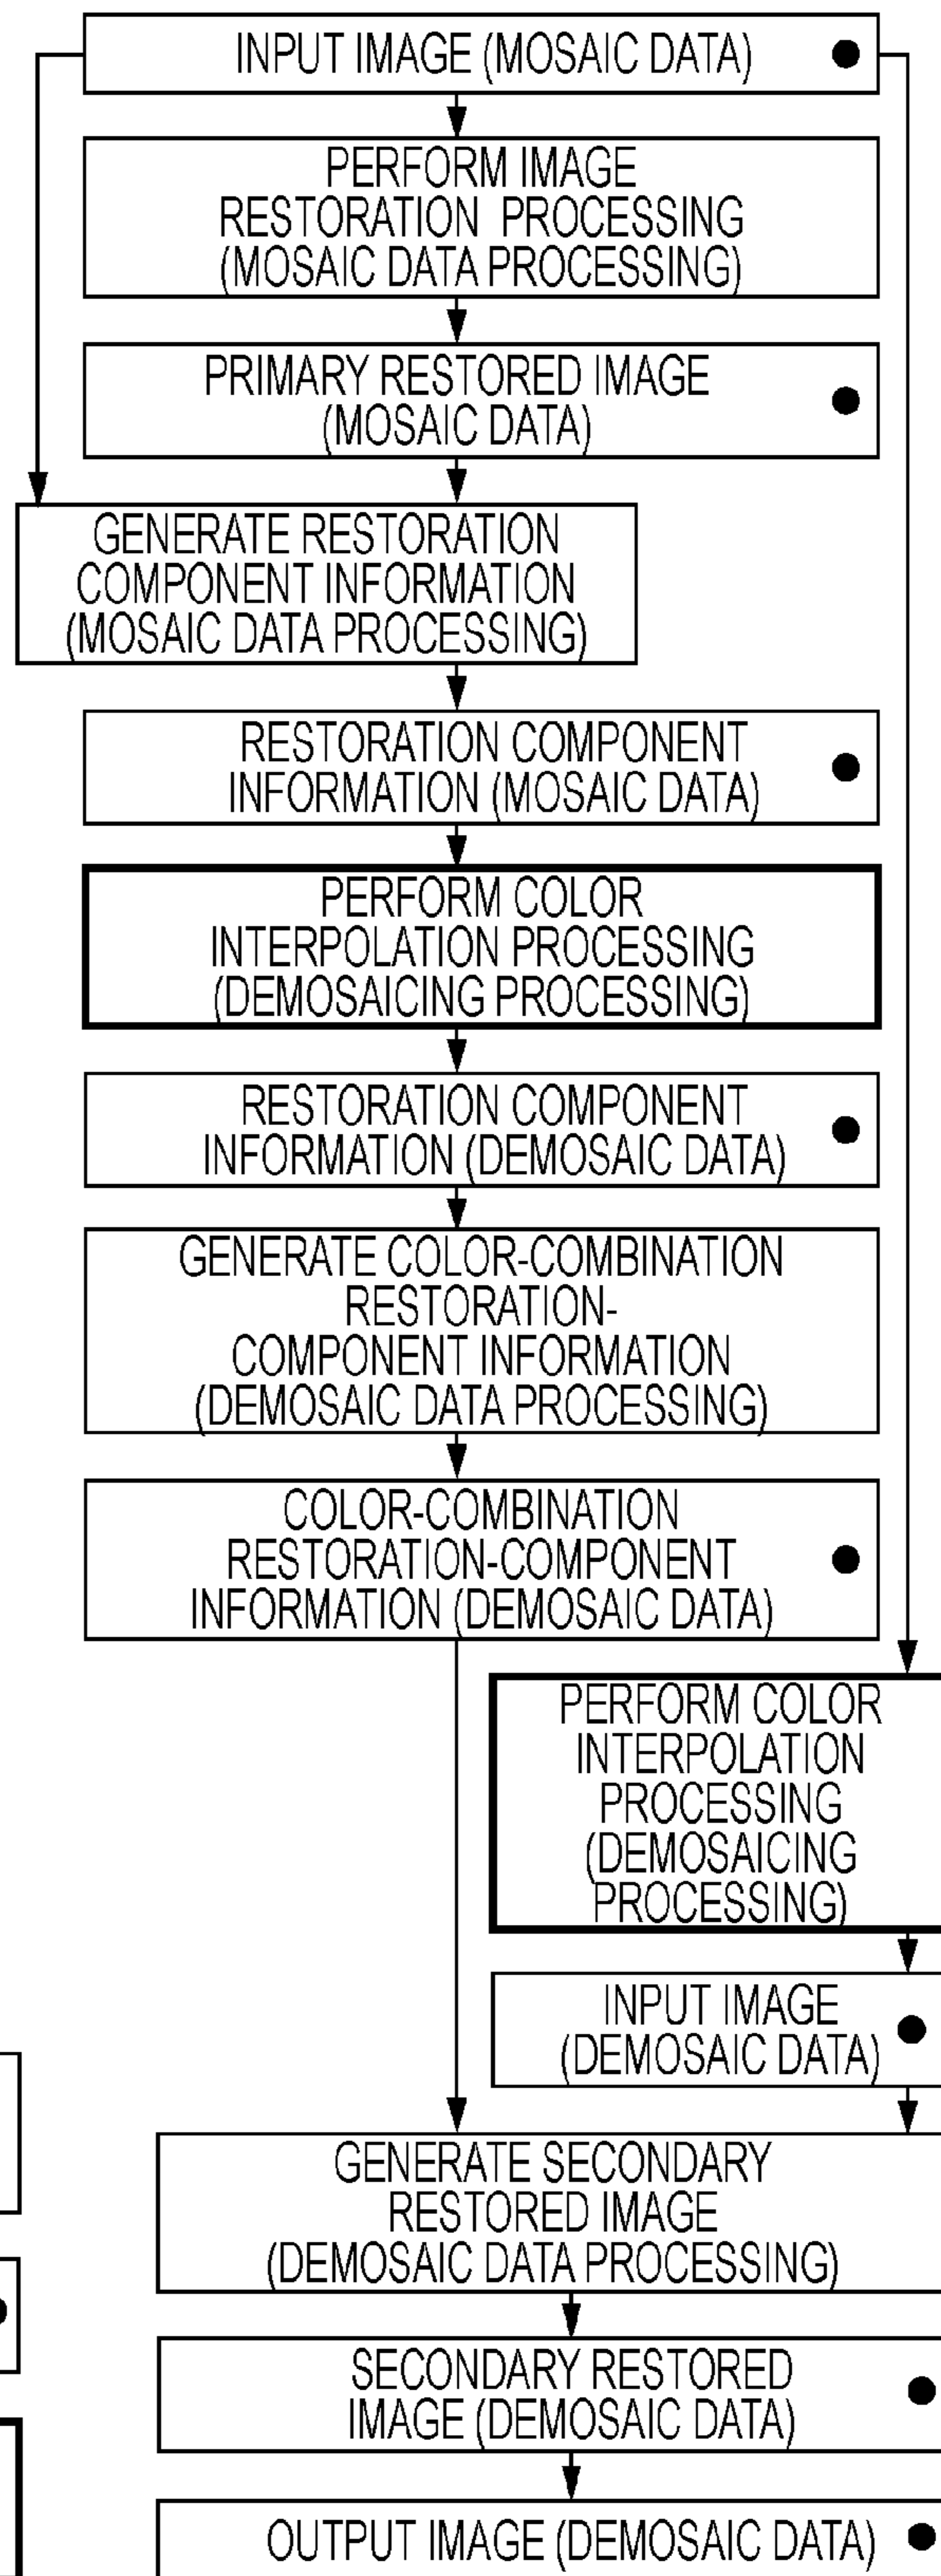 INPUT IMAGE (MOSAIC DATA)
PERFORM IMAGE
RESTORATION PROCESSING
(MOSAIC DATA PROCESSING)
PRIMARY RESTORED IMAGE
(MOSAIC DATA)
GENERATE RESTORATION
COMPONENT INFORMATION
(MOSAIC DATA PROCESSING)
RESTORATION COMPONENT
INFORMATION (MOSAIC DATA)
PERFORM COLOR
INTERPOLATION PROCESSING
(DEMOSAICING PROCESSING)
RESTORATION COMPONENT
INFORMATION (DEMOSAIC DATA)
GENERATE COLOR-COMBINATION
RESTORATION-
COMPONENT INFORMATION
(DEMOSAIC DATA PROCESSING)
COLOR-COMBINATION
RESTORATION-COMPONENT
INFORMATION (DEMOSAIC DATA)
PERFORM COLOR
INTERPOLATION
PROCESSING
(DEMOSAICING
PROCESSING)
INPUT IMAGE
(DEMOSAIC DATA)
GENERATE SECONDARY
RESTORED IMAGE
(DEMOSAIC DATA PROCESSING)
SECONDARY RESTORED
IMAGE (DEMOSAIC DATA)
OUTPUT IMAGE (DEMOSAIC DATA)